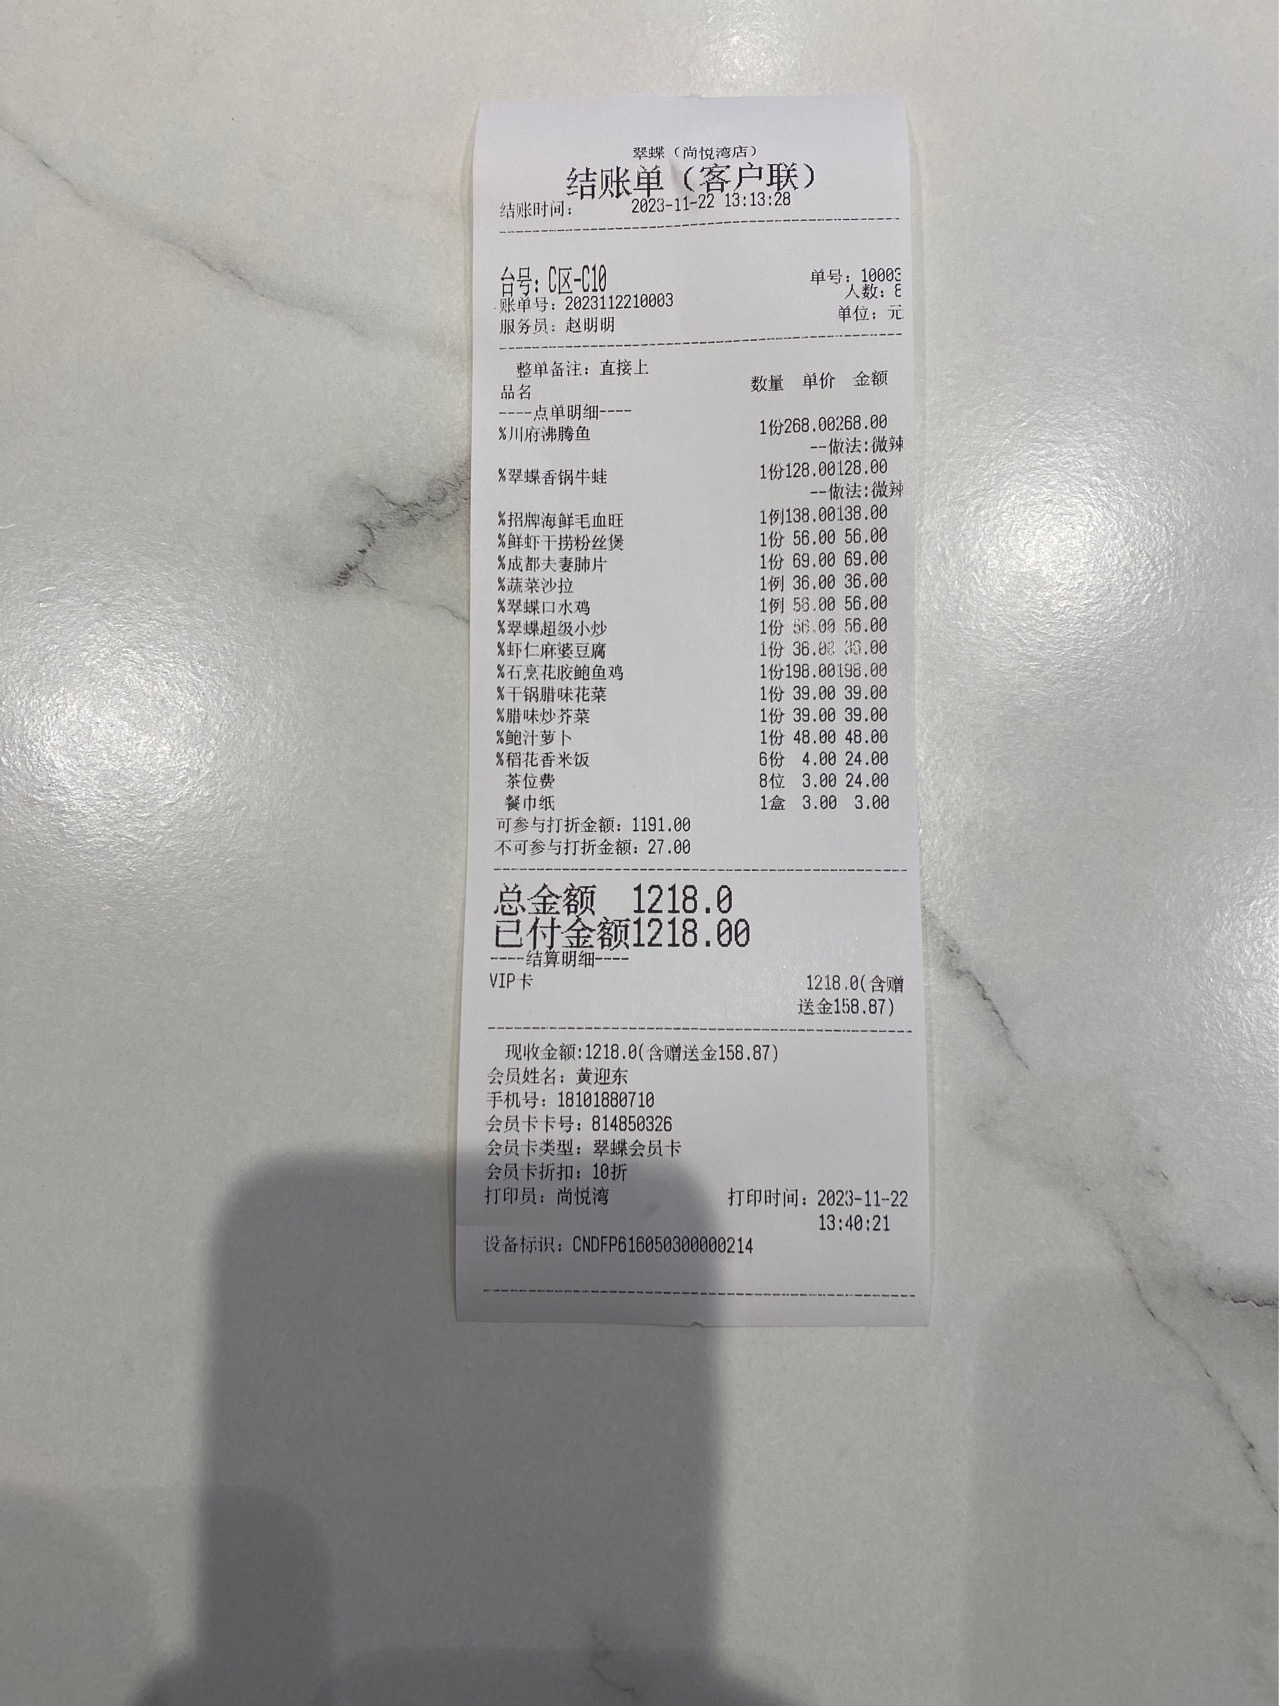 翠蝶（尚悦湾店）
结账单（客户联）
结账时间： 2023-11-22 13:13:28
台号：C区-C10 单号：10003
账单号：2023112210003 人数：8
服务员：赵明明 单位：元
整单备注：直接上
品名 数量 单价 金额
----点单明细----
%川府沸腾鱼 1份268.00268.00
--做法:微辣
%翠蝶香锅牛蛙 1份128.00128.00
--做法:微辣
%招牌海鲜毛血旺 1例138.00138.00
%鲜虾干捞粉丝煲 1份 56.00 56.00
%成都夫妻肺片 1份 69.00 69.00
%蔬菜沙拉 1例 36.00 36.00
%翠蝶口水鸡 1例 56.00 56.00
%翠蝶超级小炒 1份 56.00 56.00
%虾仁麻婆豆腐 1份 36.00 36.00
%石烹花胶鲍鱼鸡 1份198.00198.00
%干锅腊味花菜 1份 39.00 39.00
%腊味炒芥菜 1份 39.00 39.00
%鲍汁萝卜 1份 48.00 48.00
%稻花香米饭 6份 4.00 24.00
茶位费 8位 3.00 24.00
餐巾纸 1盒 3.00 3.00
可参与打折金额：1191.00
不可参与打折金额：27.00
总金额 1218.0
已付金额1218.00
----结算明细----
VIP卡 1218.0(含赠
送金158.87)
现收金额:1218.0(含赠送金158.87)
会员姓名：黄迎东
手机号：18101880710
会员卡卡号：814850326
会员卡类型：翠蝶会员卡
会员卡折扣：10折
打印员：尚悦湾 打印时间：2023-11-22
13:40:21
设备标识：CNDFP616050300000214